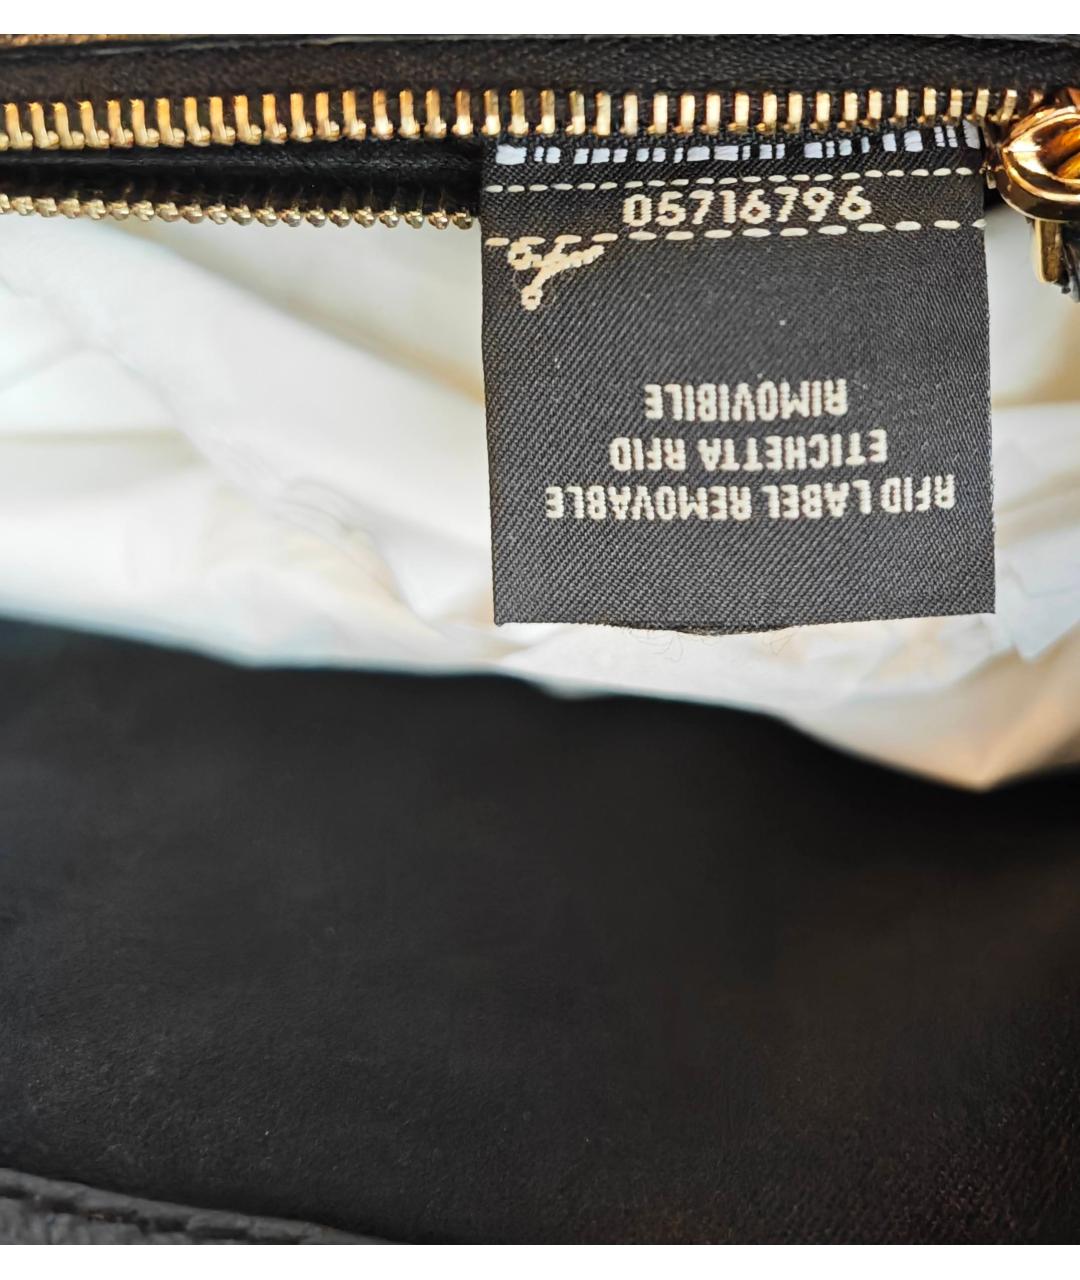 05716796
RFID LABEL REMOVABLE
ETICHETTA RFID
RIMOVIBILE